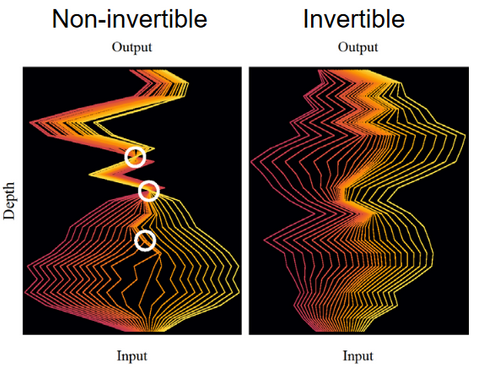 Non-invertible
Invertible
Output
Output
Depth
Input
Input